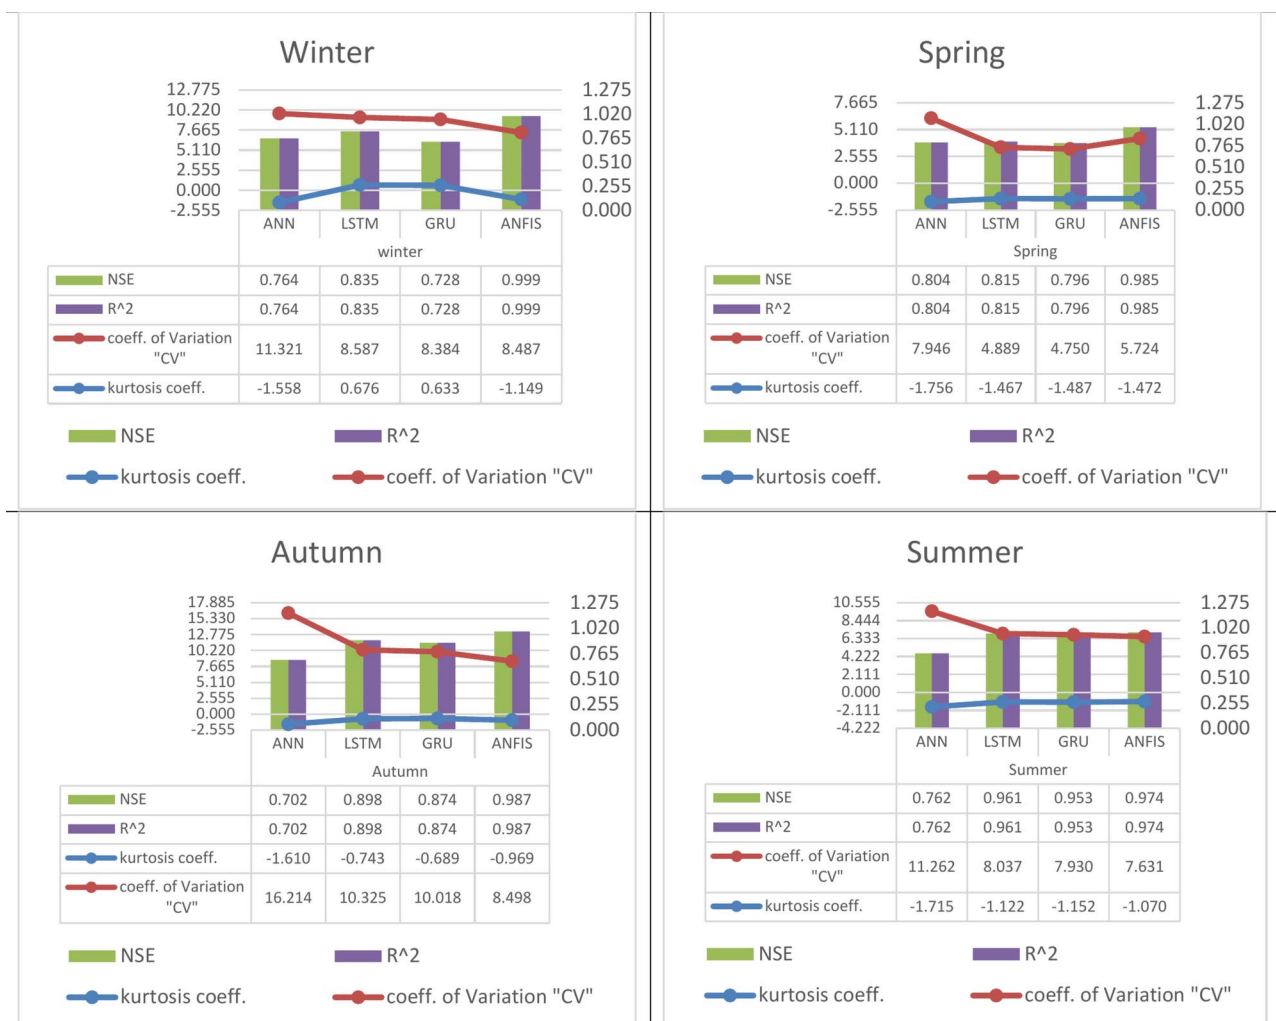 Winter
12.775
10.220
7.665
5.110
2.555
0.000
-2.555
1.275
1.020
0.765
0.510
0.255
0.000
ANN LSTM GRU ANFIS
winter
NSE 0.764 0.835 0.728 0.999
R^2 0.764 0.835 0.728 0.999
coeff. of Variation
"CV" 11.321 8.587 8.384 8.487
kurtosis coeff. -1.558 0.676 0.633 -1.149
NSE R^2
kurtosis coeff. coeff. of Variation "CV"
Spring
7.665
5.110
2.555
0.000
-2.555
1.275
1.020
0.765
0.510
0.255
0.000
ANN LSTM GRU ANFIS
Spring
NSE 0.804 0.815 0.796 0.985
R^2 0.804 0.815 0.796 0.985
coeff. of Variation
"CV" 7.946 4.889 4.750 5.724
kurtosis coeff. -1.756 -1.467 -1.487 -1.472
NSE R^2
kurtosis coeff. coeff. of Variation "CV"
Autumn
17.885
15.330
12.775
10.220
7.665
5.110
2.555
0.000
-2.555
1.275
1.020
0.765
0.510
0.255
0.000
ANN LSTM GRU ANFIS
Autumn
NSE 0.702 0.898 0.874 0.987
R^2 0.702 0.898 0.874 0.987
kurtosis coeff. -1.610 -0.743 -0.689 -0.969
coeff. of Variation
"CV" 16.214 10.325 10.018 8.498
NSE R^2
kurtosis coeff. coeff. of Variation "CV"
Summer
10.555
8.444
6.333
4.222
2.111
0.000
-2.111
-4.222
1.275
1.020
0.765
0.510
0.255
0.000
ANN LSTM GRU ANFIS
Summer
NSE 0.762 0.961 0.953 0.974
R^2 0.762 0.961 0.953 0.974
coeff. of Variation
"CV" 11.262 8.037 7.930 7.631
kurtosis coeff. -1.715 -1.122 -1.152 -1.070
NSE R^2
kurtosis coeff. coeff. of Variation "CV"